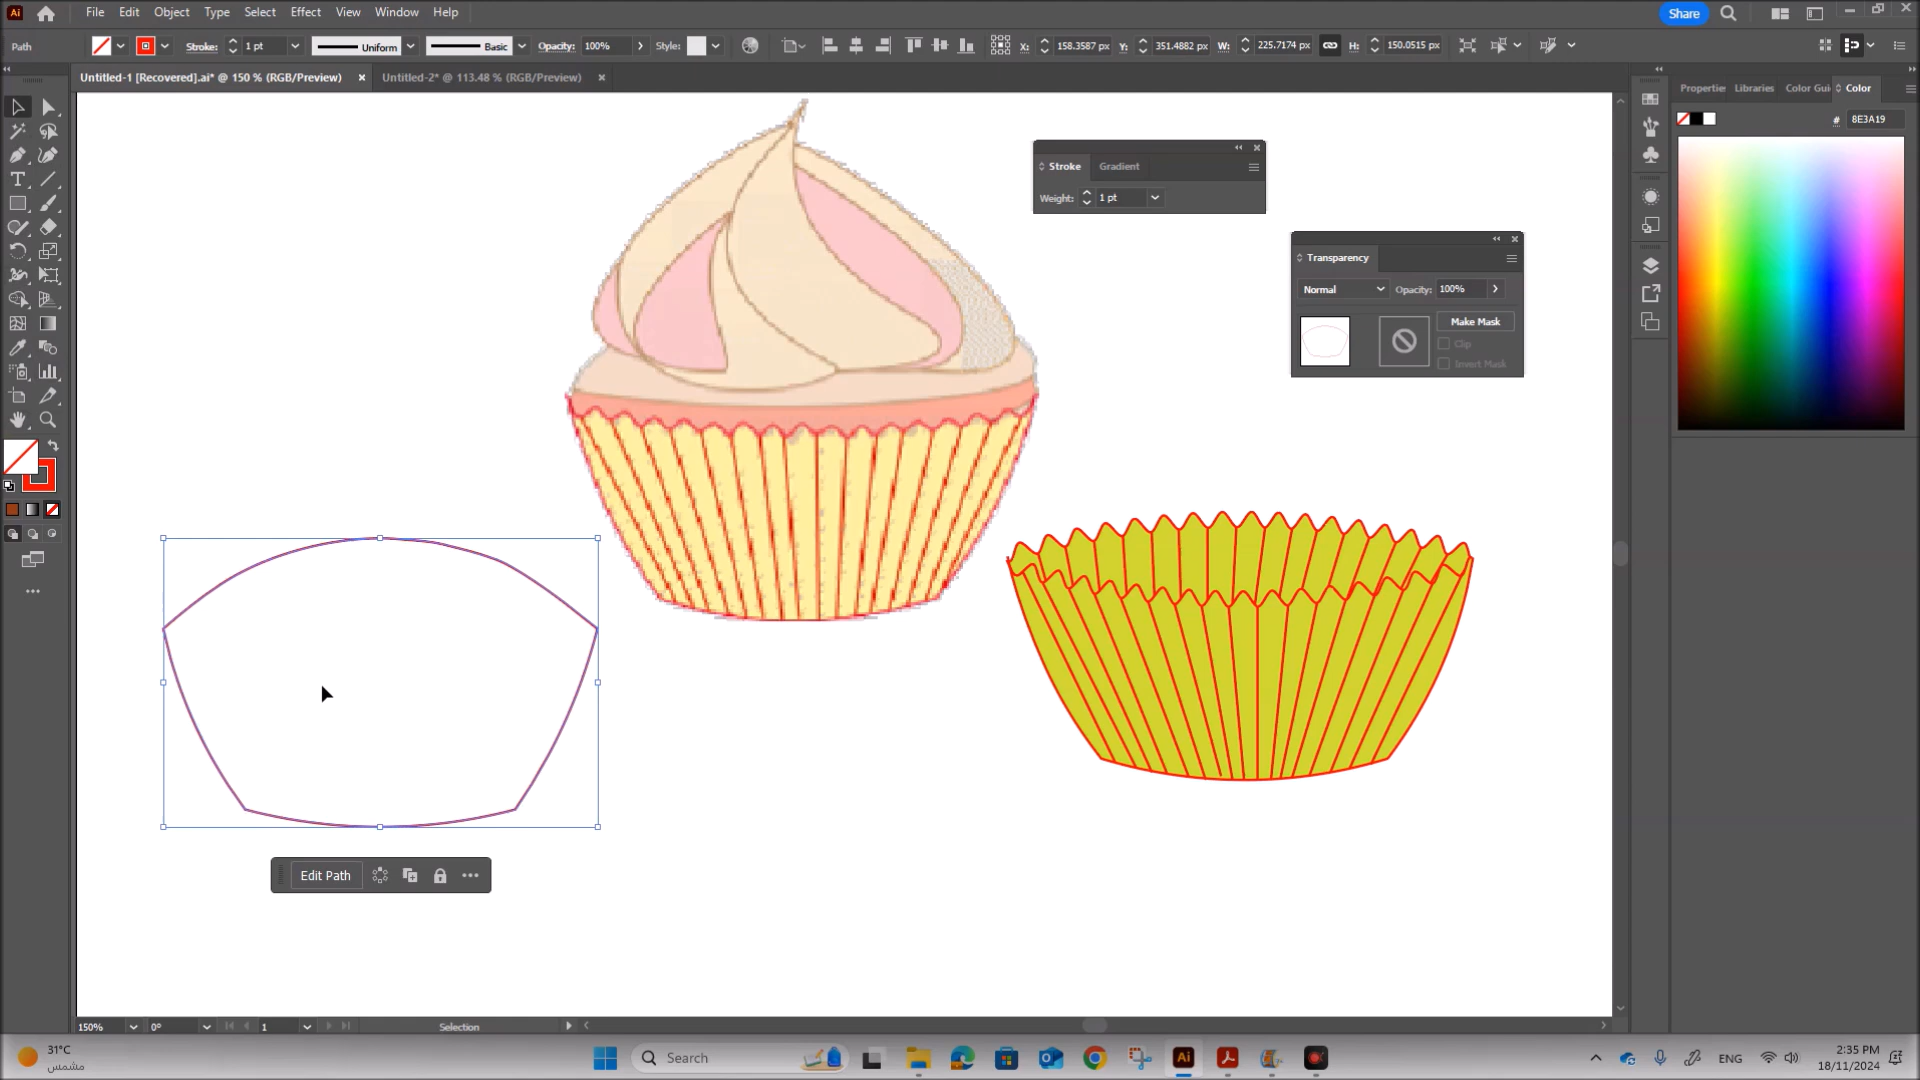 Ai File Edit Object Type Select Effect View Window Help Share
Path Stroke: 1 pt Uniform Basic Opacity: 100% Style: X: 158.3587 px Y: 351.4882 px W: 225.7174 px H: 150.0515 px
Untitled-1 [Recovered].ai* @ 150 % (RGB/Preview) × Untitled-2* @ 113.48 % (RGB/Preview) ×
Propertie Libraries Color Gui Color
# 8E3A19
Stroke Gradient
Weight: 1 pt
Transparency
Normal Opacity: 100%
Make Mask
Clip
Invert Mask
T
Edit Path
150% 0° 1 Selection
31°C
مشمس
Search
Ai
ENG
2:35 PM
18/11/2024